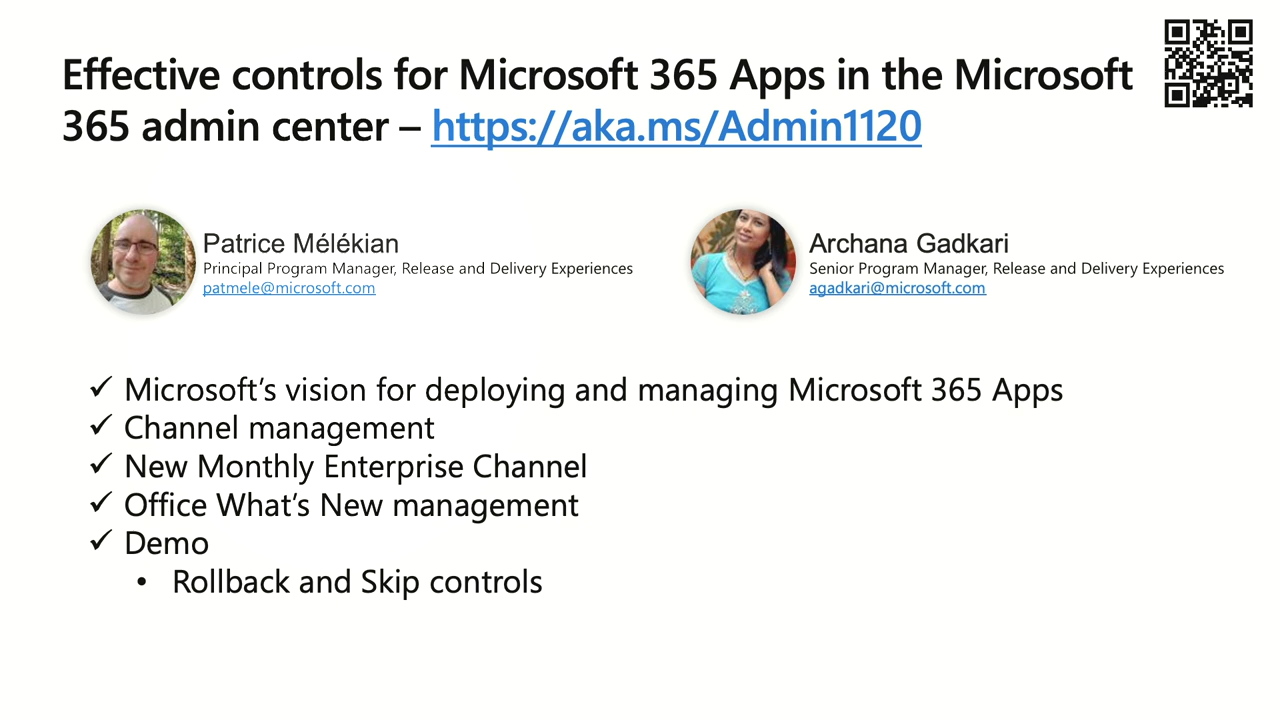 Effective controls for Microsoft 365 Apps in the Microsoft
365 admin center – https://aka.ms/Admin1120
Patrice Mélékian
Principal Program Manager, Release and Delivery Experiences
patmele@microsoft.com
Archana Gadkari
Senior Program Manager, Release and Delivery Experiences
agadkari@microsoft.com
✓ Microsoft’s vision for deploying and managing Microsoft 365 Apps
✓ Channel management
✓ New Monthly Enterprise Channel
✓ Office What’s New management
✓ Demo
• Rollback and Skip controls